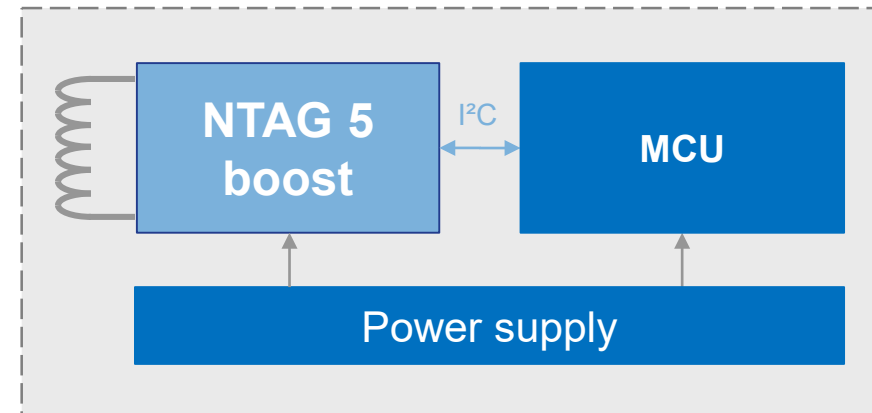 NTAG 5
boost
I²C
MCU
Power supply